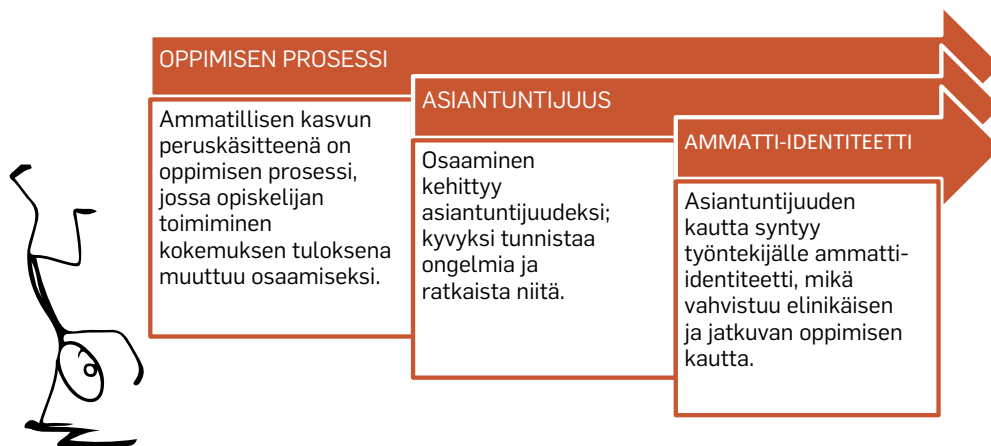 OPPIMISEN PROSESSI
Ammatillisen kasvun
peruskäsitteenä on
oppimisen prosessi,
jossa opiskelijan
toimiminen
kokemuksen tuloksena
muuttuu osaamiseksi.
ASIANTUNTIJUUS
Osaaminen
kehittyy
asiantuntijuudeksi;
kyvyksi tunnistaa
ongelmia ja
ratkaista niitä.
AMMATTI-IDENTITEETTI
Asiantuntijuuden
kautta syntyy
työntekijälle ammatti-
identiteetti, mikä
vahvistuu elinikäisen
ja jatkuvan oppimisen
kautta.